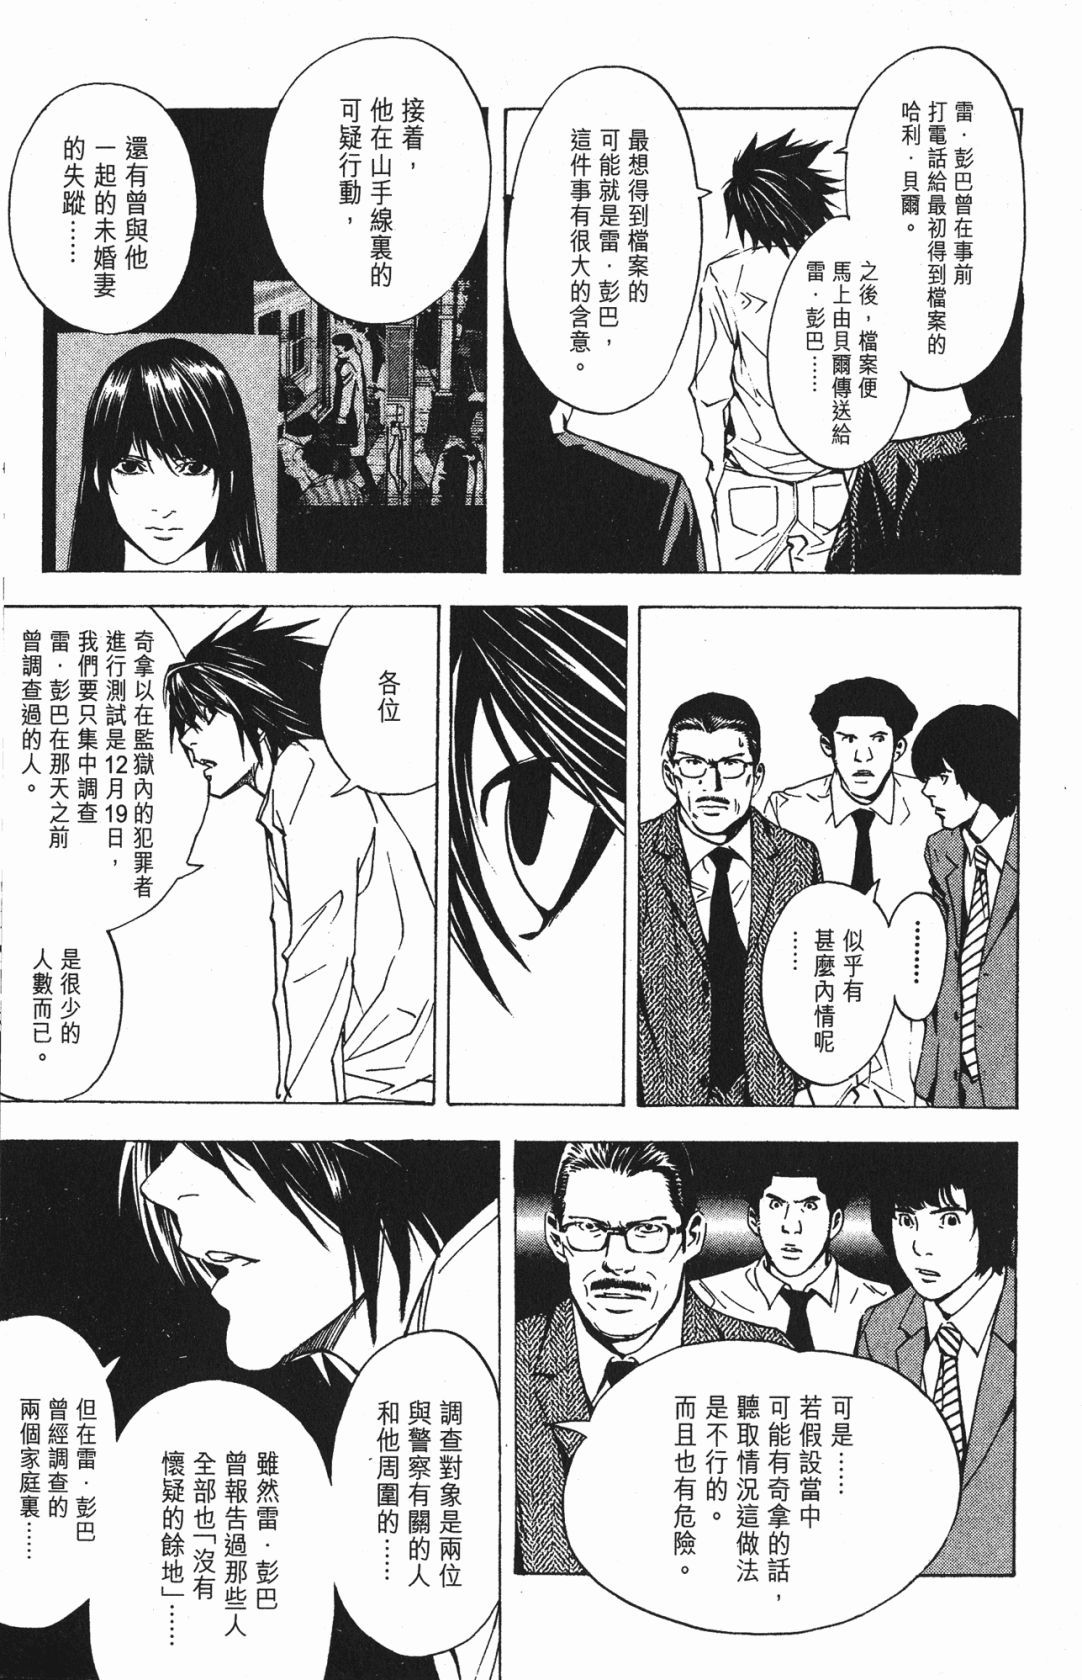 雷．彭巴曾在事前
打電話給最初得到檔案的
哈利．貝爾。
之後，檔案便
馬上由貝爾傳送給
雷．彭巴……
最想得到檔案的
可能就是雷．彭巴，
這件事有很大的含意。
接着，
他在山手線裏的
可疑行動，
還有曾與他
一起的未婚妻
的失蹤……
………
似乎有
甚麼內情呢
……
各位
奇拿以在監獄內的犯罪者
進行測試是12月19日，
我們要只集中調查
雷．彭巴在那天之前
曾調查過的人。
是很少的
人數而已。
可是……
若假設當中
可能有奇拿的話，
聽取情況這做法
是不行的。
而且也有危險。
調查對象是兩位
與警察有關的人
和他周圍的……
雖然雷．彭巴
曾報告過那些人
全部也「沒有
懷疑的餘地」……
但在雷．彭巴
曾經調查的
兩個家庭裏……